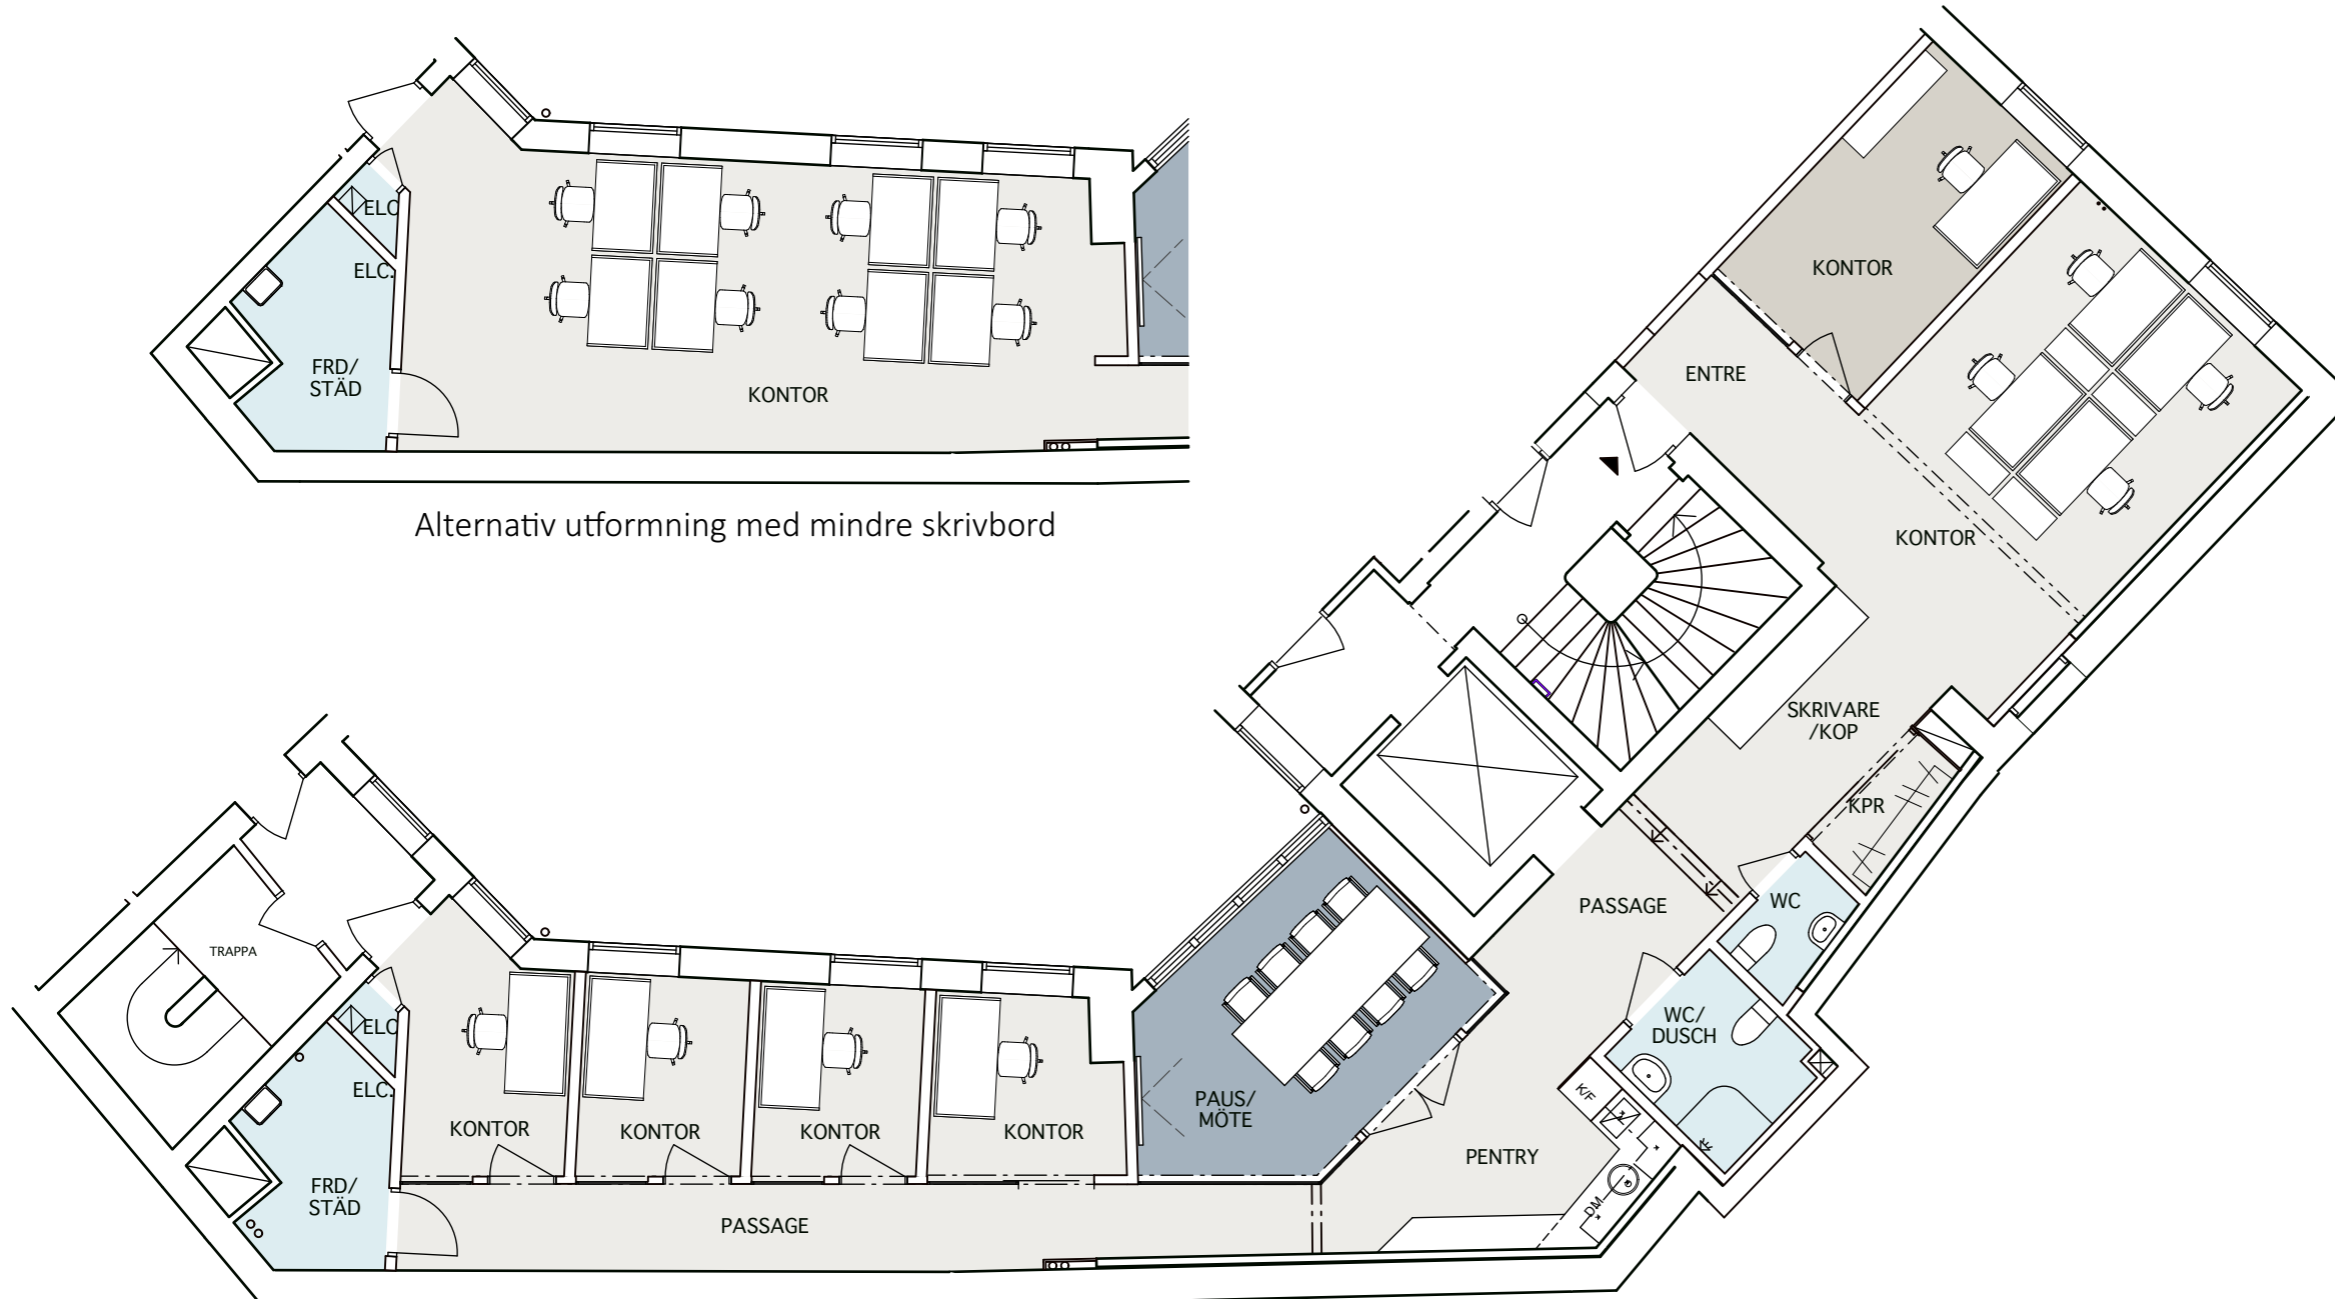 ELC
ELC.
FRD/
STÄD
KONTOR
Alternativ utformning med mindre skrivbord
KONTOR
ENTRE
KONTOR
SKRIVARE
/KOP
KPR
WC
PASSAGE
WC/
DUSCH
K/F
DM
PENTRY
PAUS/
MÖTE
TRAPPA
ELC
ELC.
FRD/
STÄD
KONTOR
KONTOR
KONTOR
KONTOR
PASSAGE